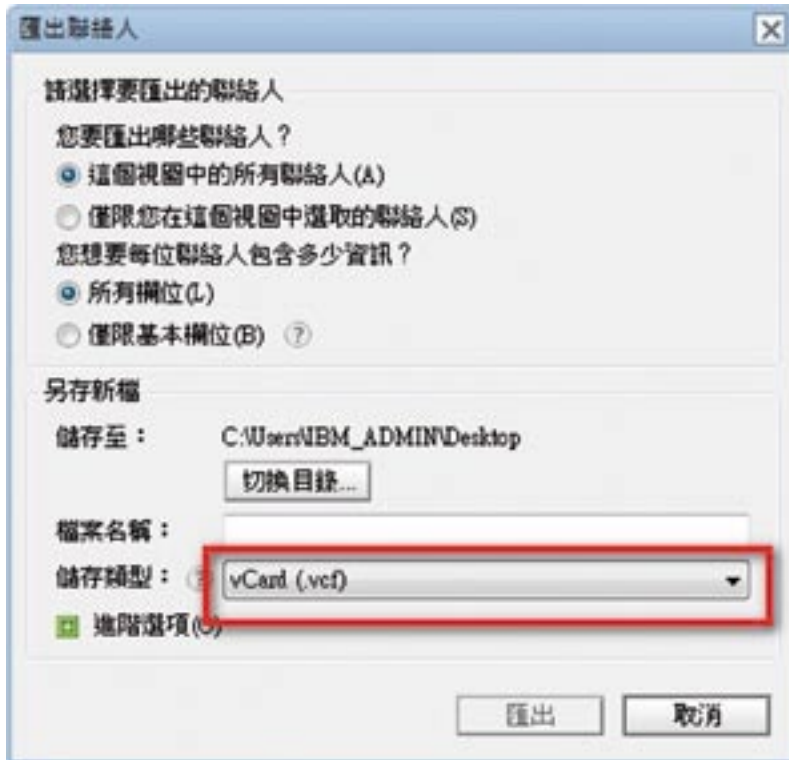 匯出聯絡人
請選擇要匯出的聯絡人
您要匯出哪些聯絡人？
這個視圖中的所有聯絡人(A)
僅限您在這個視圖中選取的聯絡人(S)
您想要每位聯絡人包含多少資訊？
所有欄位(L)
僅限基本欄位(B) ?
另存新檔
儲存至： C:\Users\IBM_ADMIN\Desktop
切換目錄...
檔案名稱：
儲存類型： ? vCard (.vcf)
進階選項(O)
匯出 取消